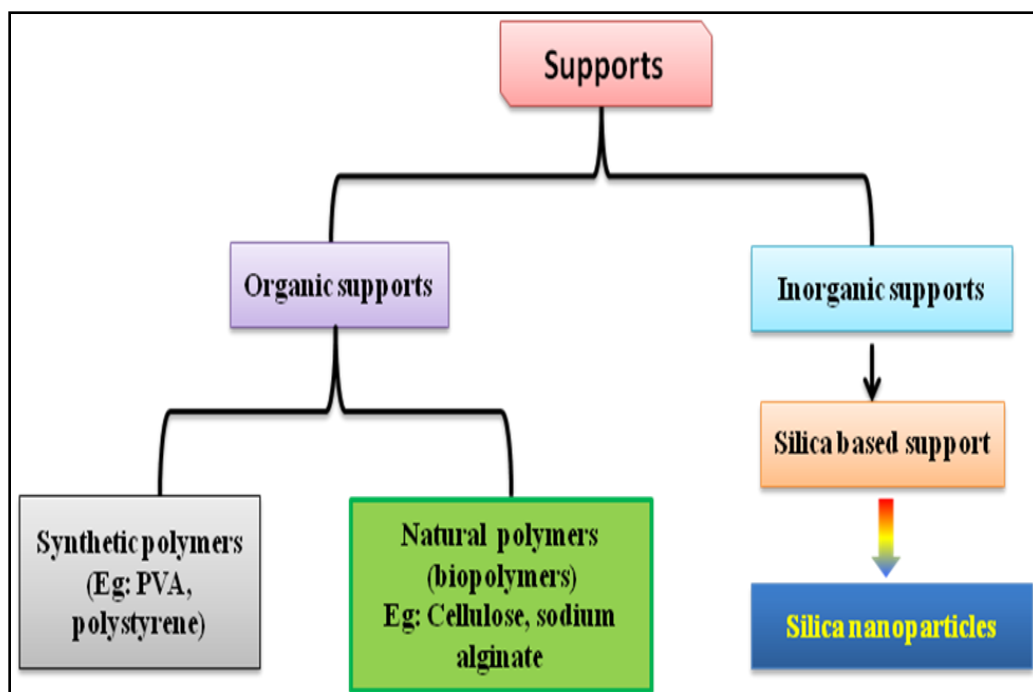 Supports
Organic supports
Inorganic supports
Silica based support
Synthetic polymers
(Eg: PVA,
polystyrene)
Natural polymers
(biopolymers)
Eg: Cellulose, sodium
alginate
Silica nanoparticles